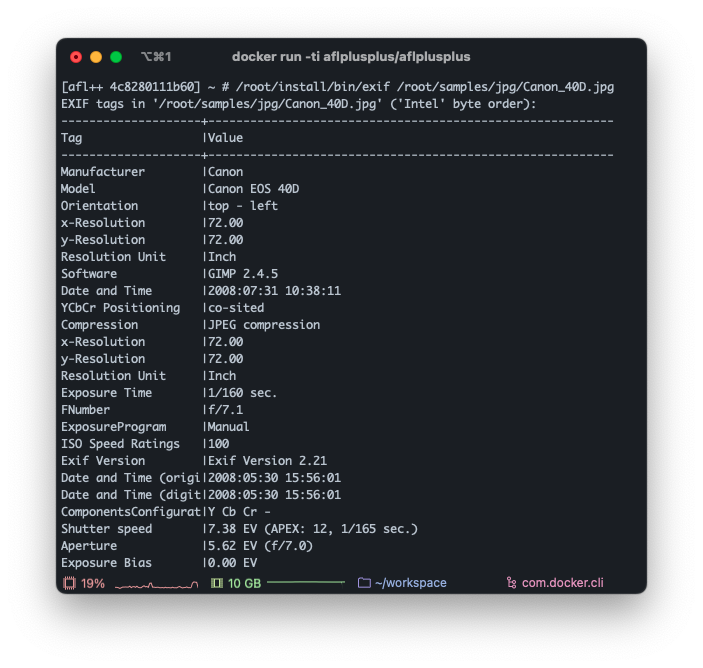 ⌥⌘1 docker run -ti aflplusplus/aflplusplus
[afl++ 4c8280111b60] ~ # /root/install/bin/exif /root/samples/jpg/Canon_40D.jpg
EXIF tags in '/root/samples/jpg/Canon_40D.jpg' ('Intel' byte order):
--------------------+----------------------------------------------------------
Tag                 |Value
--------------------+----------------------------------------------------------
Manufacturer        |Canon
Model               |Canon EOS 40D
Orientation         |top - left
x-Resolution        |72.00
y-Resolution        |72.00
Resolution Unit     |Inch
Software            |GIMP 2.4.5
Date and Time       |2008:07:31 10:38:11
YCbCr Positioning   |co-sited
Compression         |JPEG compression
x-Resolution        |72.00
y-Resolution        |72.00
Resolution Unit     |Inch
Exposure Time       |1/160 sec.
FNumber             |f/7.1
ExposureProgram     |Manual
ISO Speed Ratings   |100
Exif Version        |Exif Version 2.21
Date and Time (origi|2008:05:30 15:56:01
Date and Time (digit|2008:05:30 15:56:01
ComponentsConfigurat|Y Cb Cr -
Shutter speed       |7.38 EV (APEX: 12, 1/165 sec.)
Aperture            |5.62 EV (f/7.0)
Exposure Bias       |0.00 EV
19% 10 GB ~/workspace com.docker.cli